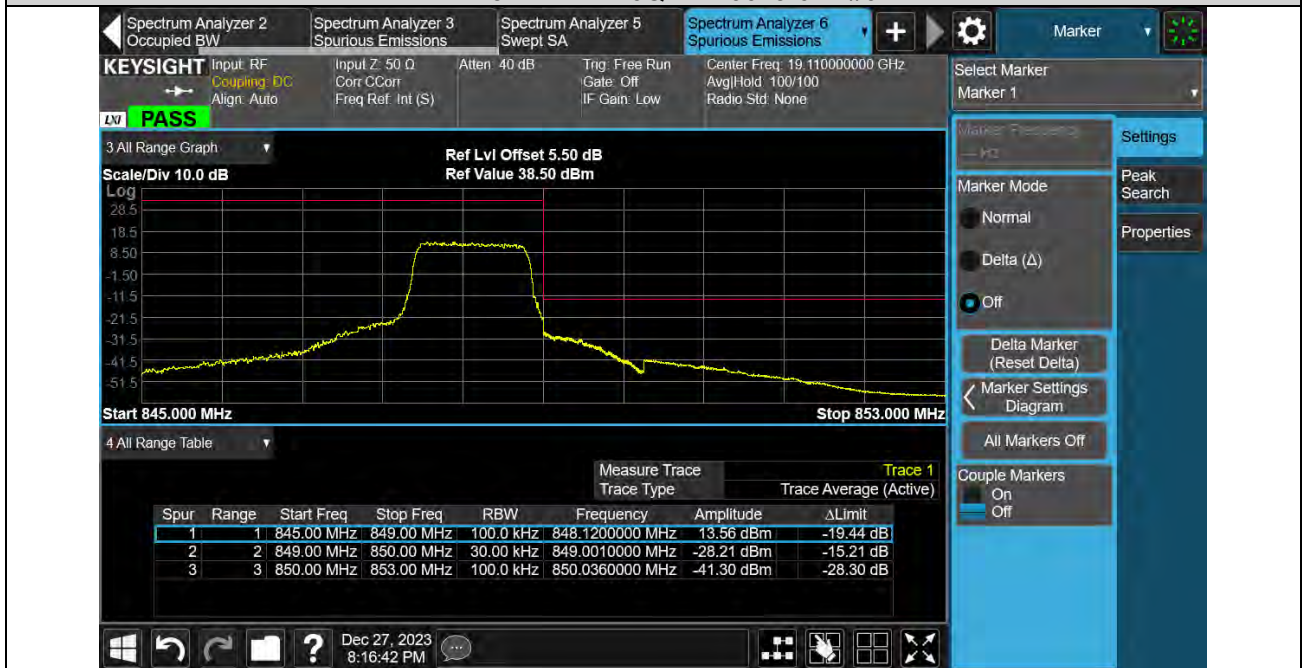 Spectrum Analyzer 2
Occupied BW
Spectrum Analyzer 3
Spurious Emissions
Spectrum Analyzer 5
Swept SA
Spectrum Analyzer 6
Spurious Emissions
+
Marker
KEYSIGHT
Input: RF
Coupling: DC
Align: Auto
Input Z: 50 Ω
Corr CCorr
Freq Ref: Int (S)
Atten: 40 dB
Trig: Free Run
Gate: Off
IF Gain: Low
Center Freq: 19.110000000 GHz
Avg|Hold: 100/100
Radio Std: None
LXI PASS
Select Marker
Marker 1
3 All Range Graph
Ref Lvl Offset 5.50 dB
Scale/Div 10.0 dB
Ref Value 38.50 dBm
Log
28.5
18.5
8.50
-1.50
-11.5
-21.5
-31.5
-41.5
-51.5
Start 845.000 MHz
Stop 853.000 MHz
Marker Frequency
--- Hz
Marker Mode
Normal
Delta (Δ)
Off
Delta Marker
(Reset Delta)
Marker Settings
Diagram
All Markers Off
Couple Markers
On
Off
Settings
Peak
Search
Properties
4 All Range Table
Measure Trace Trace 1
Trace Type Trace Average (Active)
Spur Range Start Freq Stop Freq RBW Frequency Amplitude ΔLimit
1 1 845.00 MHz 849.00 MHz 100.0 kHz 848.1200000 MHz 13.56 dBm -19.44 dB
2 2 849.00 MHz 850.00 MHz 30.00 kHz 849.0010000 MHz -28.21 dBm -15.21 dB
3 3 850.00 MHz 853.00 MHz 100.0 kHz 850.0360000 MHz -41.30 dBm -28.30 dB
?
Dec 27, 2023
8:16:42 PM